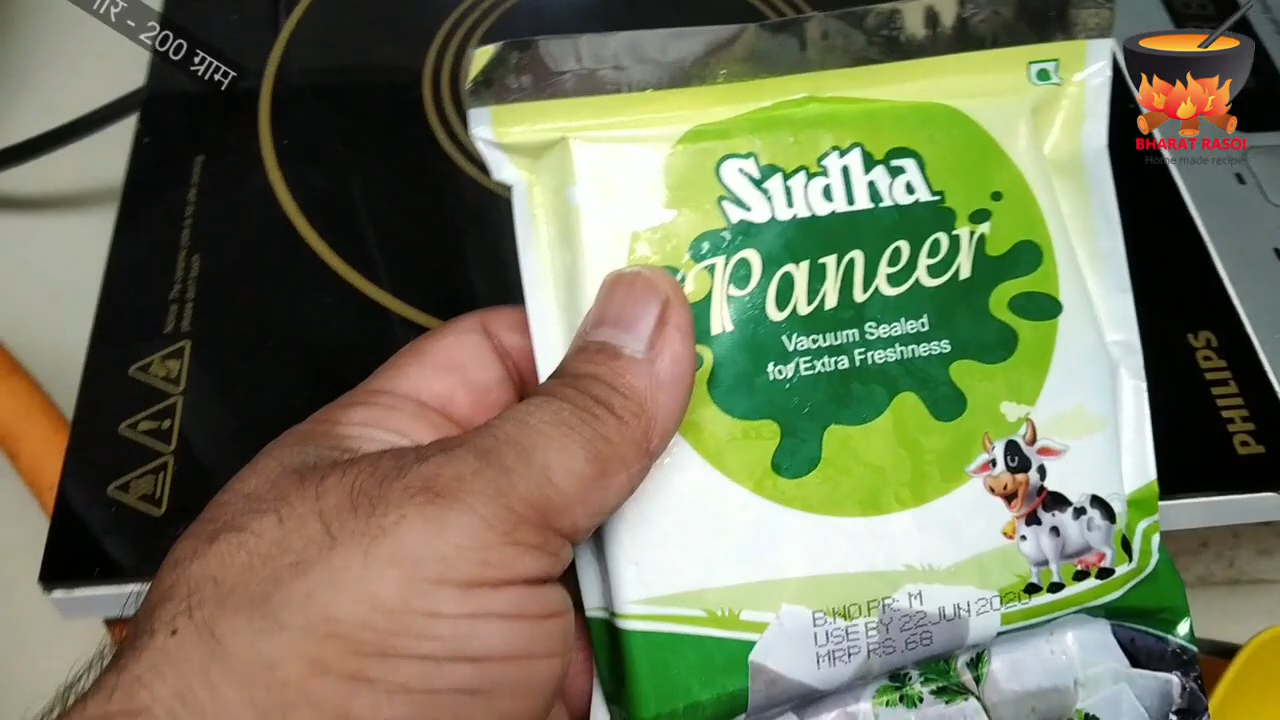 - 200 ग्राम
BHARAT RASOI
Home made recipe
Sudha
Paneer
Vacuum Sealed
for Extra Freshness
PHILIPS
B.NO.PR: M
USE BY 22 JUN 2020
MRP RS.68